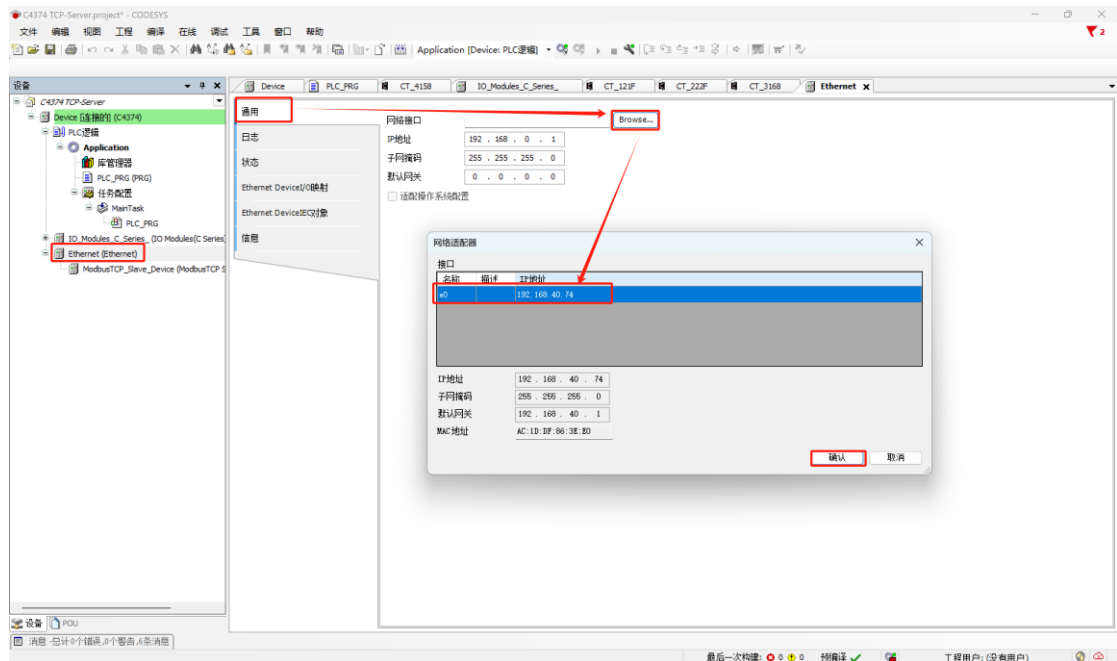 C4374 TCP-Server.project* - CODESYS
文件 编辑 视图 工程 编译 在线 调试 工具 窗口 帮助
2
Application [Device: PLC逻辑]
设备
Device PLC_PRG CT_4158 IO_Modules_C_Series_ CT_121F CT_222F CT_3168 Ethernet
C4374 TCP-Server
Device [连接的] (C4374)
PLC逻辑
Application
库管理器
PLC_PRG (PRG)
任务配置
MainTask
PLC_PRG
IO_Modules_C_Series_ (IO Modules(C Series)
Ethernet (Ethernet)
ModbusTCP_Slave_Device (ModbusTCP S
通用
日志
状态
Ethernet DeviceI/O映射
Ethernet DeviceIEC对象
信息
网络接口 Browse...
IP地址 192 . 168 . 0 . 1
子网掩码 255 . 255 . 255 . 0
默认网关 0 . 0 . 0 . 0
适配操作系统配置
网络适配器
接口
名称 描述 IP地址
e0 192.168.40.74
IP地址 192 . 168 . 40 . 74
子网掩码 255 . 255 . 255 . 0
默认网关 192 . 168 . 40 . 1
MAC地址 AC:1D:DF:86:3E:E0
确认 取消
设备 POU
消息 -总计0个错误,0个警告,6条消息
最后一次构建: 0 0 预编译 工程用户: (没有用户)